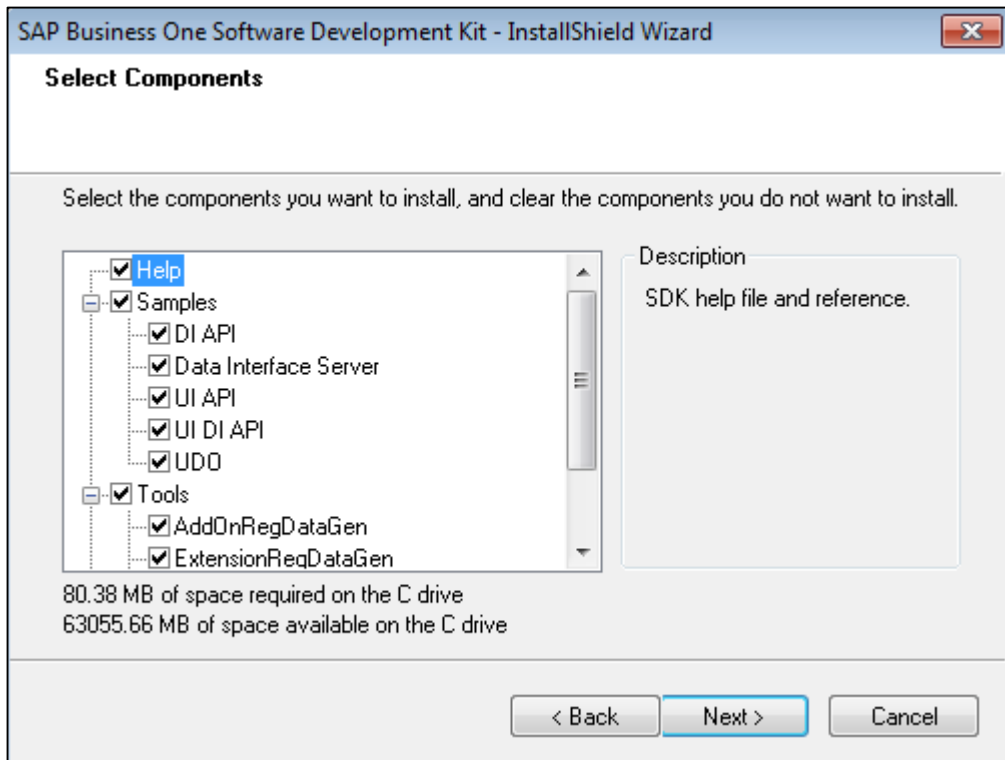 SAP Business One Software Development Kit - InstallShield Wizard
Select Components
Select the components you want to install, and clear the components you do not want to install.
Help
Samples
DI API
Data Interface Server
UI API
UI DI API
UDO
Tools
AddOnRegDataGen
ExtensionRegDataGen
Description
SDK help file and reference.
80.38 MB of space required on the C drive
63055.66 MB of space available on the C drive
< Back
Next >
Cancel